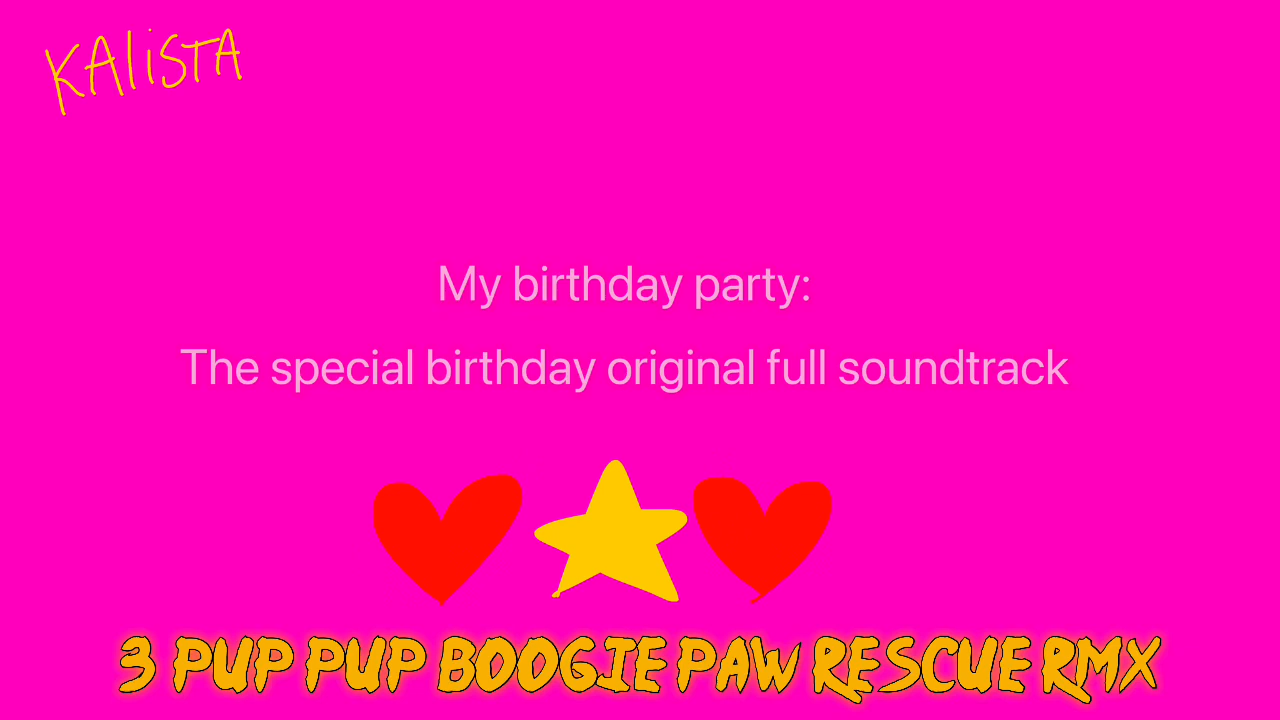 KAliSTA
My birthday party:
The special birthday original full soundtrack
3 PUP PUP BOOGIE PAW RESCUE RMX